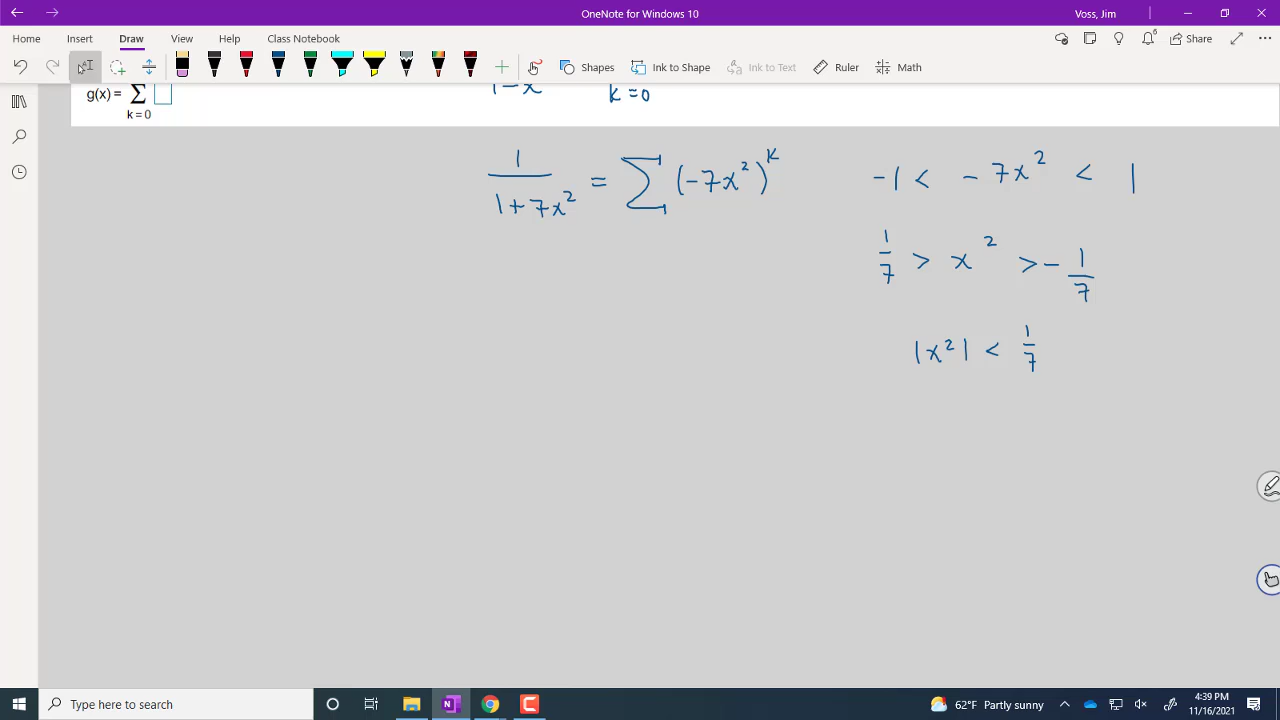 OneNote for Windows 10
Voss, Jim
Home Insert Draw View Help Class Notebook
Share
Shapes Ink to Shape Ink to Text Ruler Math
g(x) = Σ
k = 0
1-x
k=0
1/(1+7x²) = Σ (-7x²)^k
-1 < -7x² < 1
1/7 > x² > -1/7
|x²| < 1/7
Type here to search
62°F Partly sunny
4:39 PM
11/16/2021
6